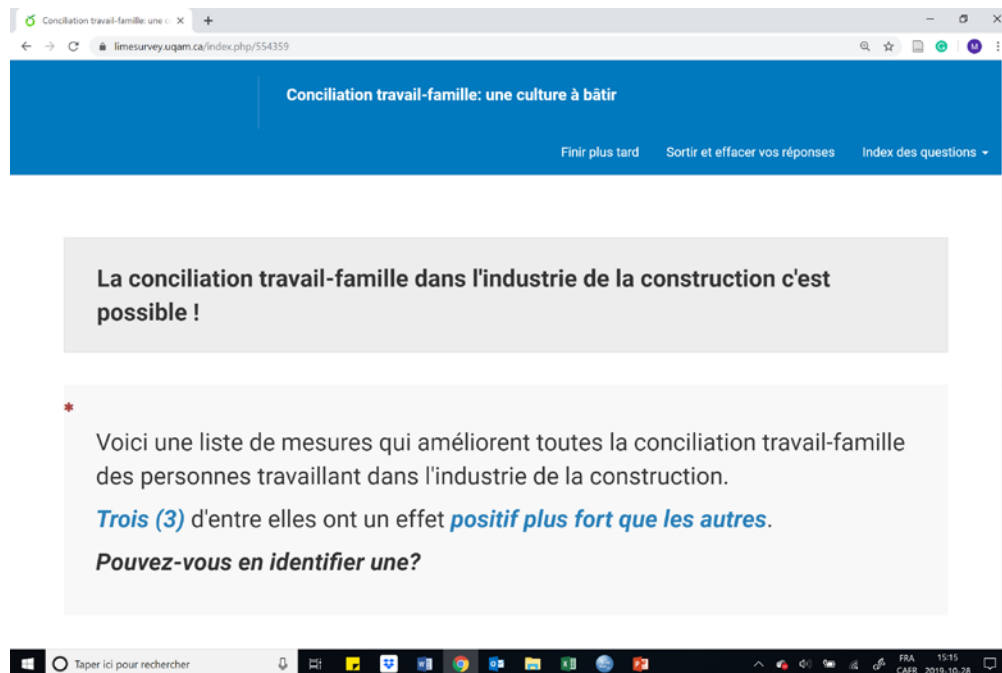 Conciliation travail-famille: une c
limesurvey.uqam.ca/index.php/554359
M
Conciliation travail-famille: une culture à bâtir
Finir plus tard Sortir et effacer vos réponses Index des questions
La conciliation travail-famille dans l'industrie de la construction c'est
possible !
*
Voici une liste de mesures qui améliorent toutes la conciliation travail-famille
des personnes travaillant dans l'industrie de la construction.
Trois (3) d'entre elles ont un effet positif plus fort que les autres.
Pouvez-vous en identifier une?
Taper ici pour rechercher
FRA 15:15
CAFR 2019-10-28